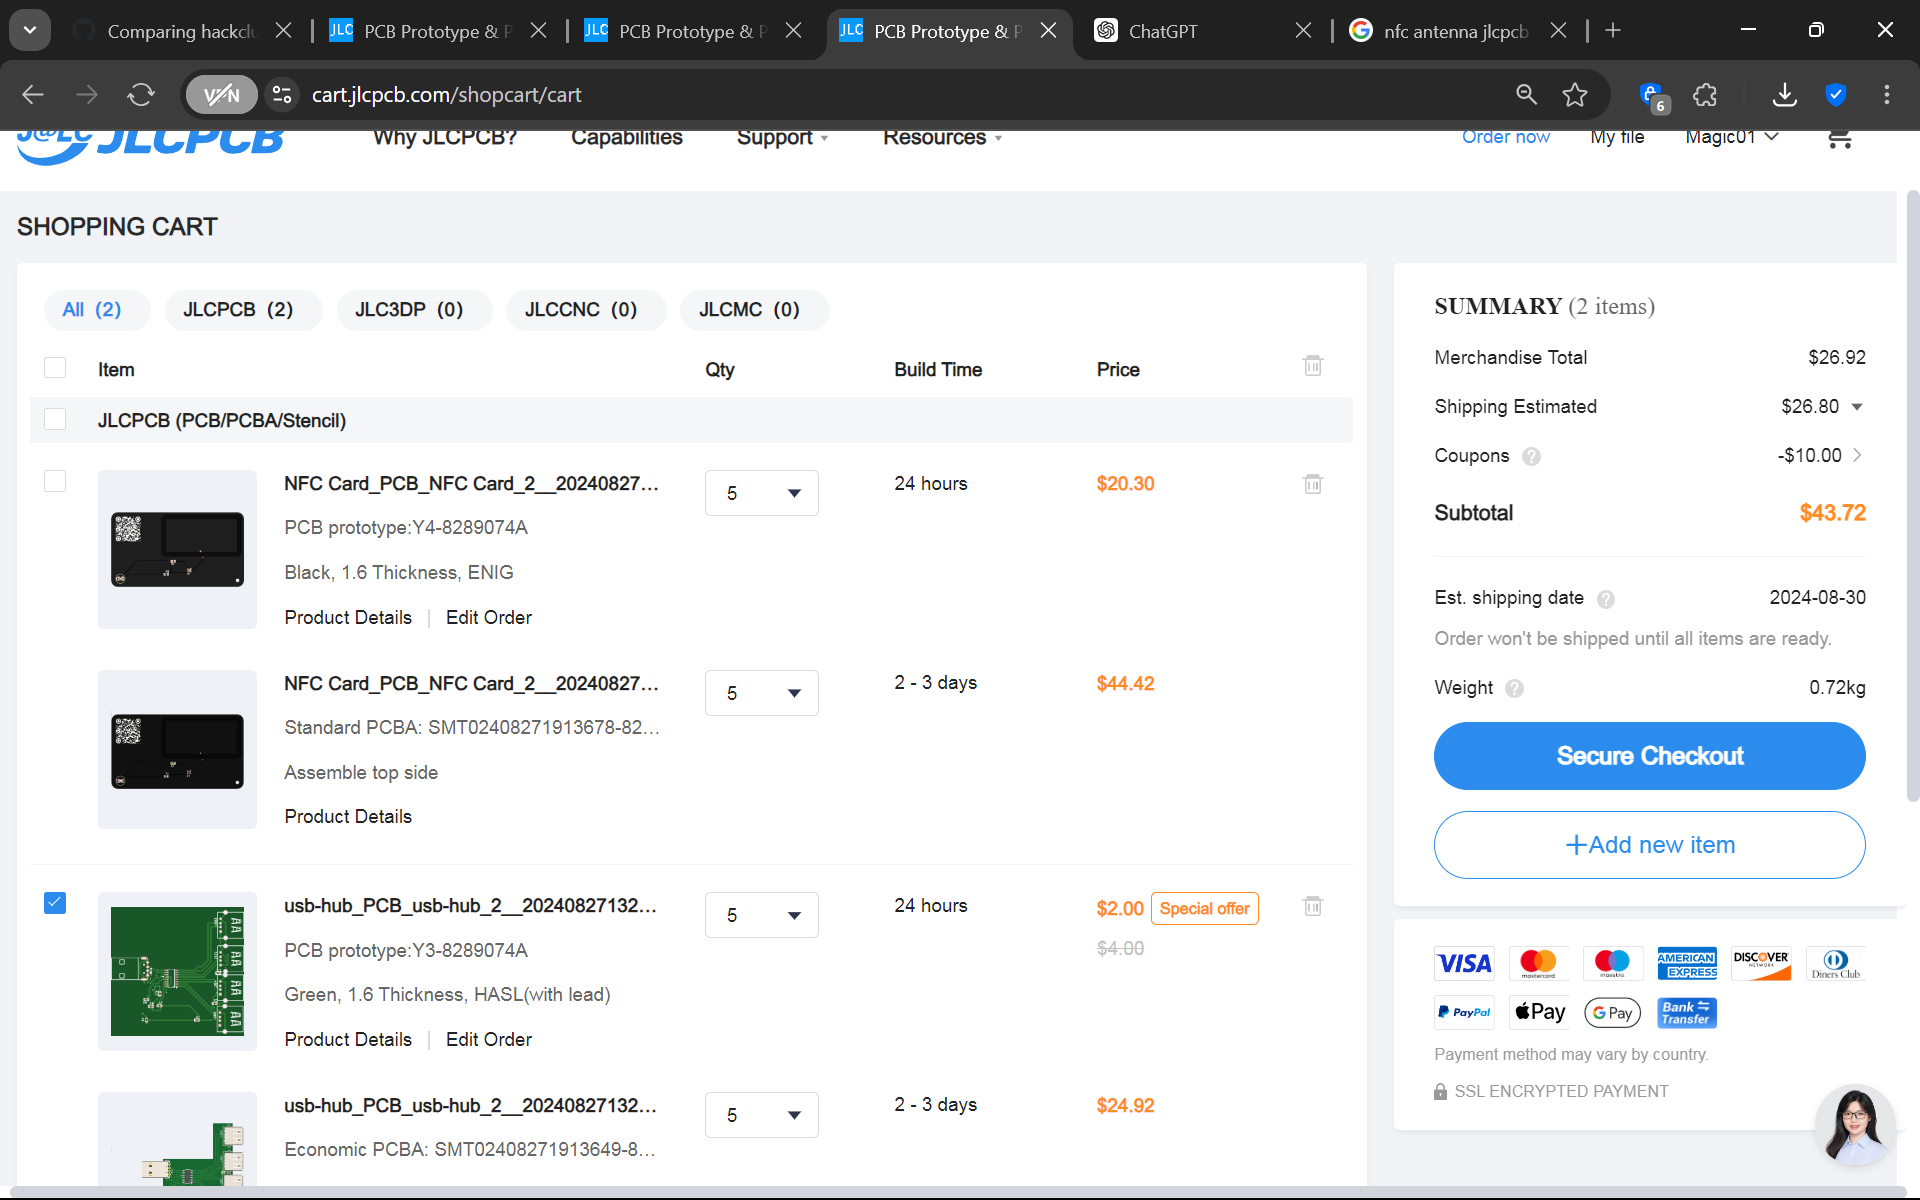 Comparing hackclu
JLC PCB Prototype & P
JLC PCB Prototype & P
JLC PCB Prototype & P
ChatGPT
nfc antenna jlcpcb
VPN
cart.jlcpcb.com/shopcart/cart
6
J@LC JLCPCB
Why JLCPCB?
Capabilities
Support
Resources
Order now
My file
Magic01
SHOPPING CART
All (2)
JLCPCB (2)
JLC3DP (0)
JLCCNC (0)
JLCMC (0)
Item
Qty
Build Time
Price
JLCPCB (PCB/PCBA/Stencil)
NFC Card_PCB_NFC Card_2__20240827...
5
24 hours
$20.30
PCB prototype:Y4-8289074A
Black, 1.6 Thickness, ENIG
Product Details | Edit Order
NFC Card_PCB_NFC Card_2__20240827...
5
2 - 3 days
$44.42
Standard PCBA: SMT02408271913678-82...
Assemble top side
Product Details
usb-hub_PCB_usb-hub_2__20240827132...
5
24 hours
$2.00 Special offer
$4.00
PCB prototype:Y3-8289074A
Green, 1.6 Thickness, HASL(with lead)
Product Details | Edit Order
usb-hub_PCB_usb-hub_2__20240827132...
5
2 - 3 days
$24.92
Economic PCBA: SMT02408271913649-8...
SUMMARY (2 items)
Merchandise Total $26.92
Shipping Estimated $26.80
Coupons ? -$10.00
Subtotal $43.72
Est. shipping date ? 2024-08-30
Order won't be shipped until all items are ready.
Weight ? 0.72kg
Secure Checkout
+Add new item
VISA
mastercard
maestro
AMERICAN EXPRESS
DISCOVER NETWORK
Diners Club
PayPal
Pay
G Pay
Bank Transfer
Payment method may vary by country.
SSL ENCRYPTED PAYMENT